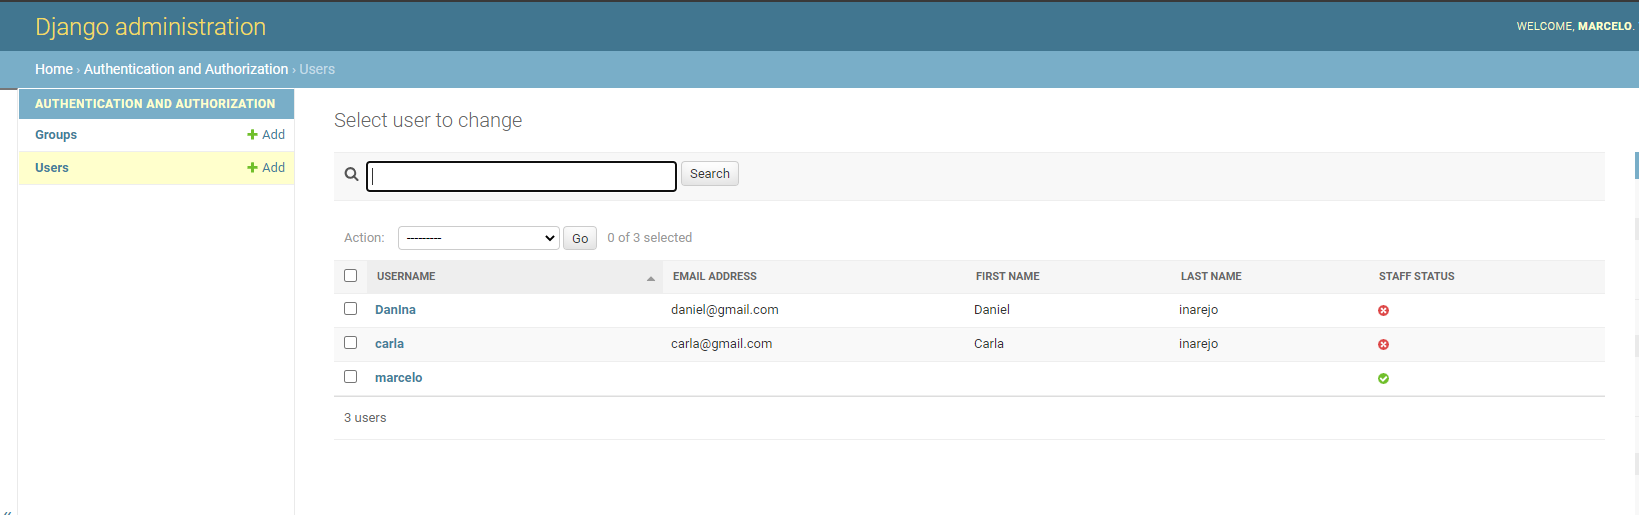 Django administration
WELCOME, MARCELO.
Home › Authentication and Authorization › Users
AUTHENTICATION AND AUTHORIZATION
Groups + Add
Users + Add
Select user to change
Search
Action: --------- Go 0 of 3 selected
USERNAME EMAIL ADDRESS FIRST NAME LAST NAME STAFF STATUS
DanIna daniel@gmail.com Daniel inarejo
carla carla@gmail.com Carla inarejo
marcelo
3 users
«